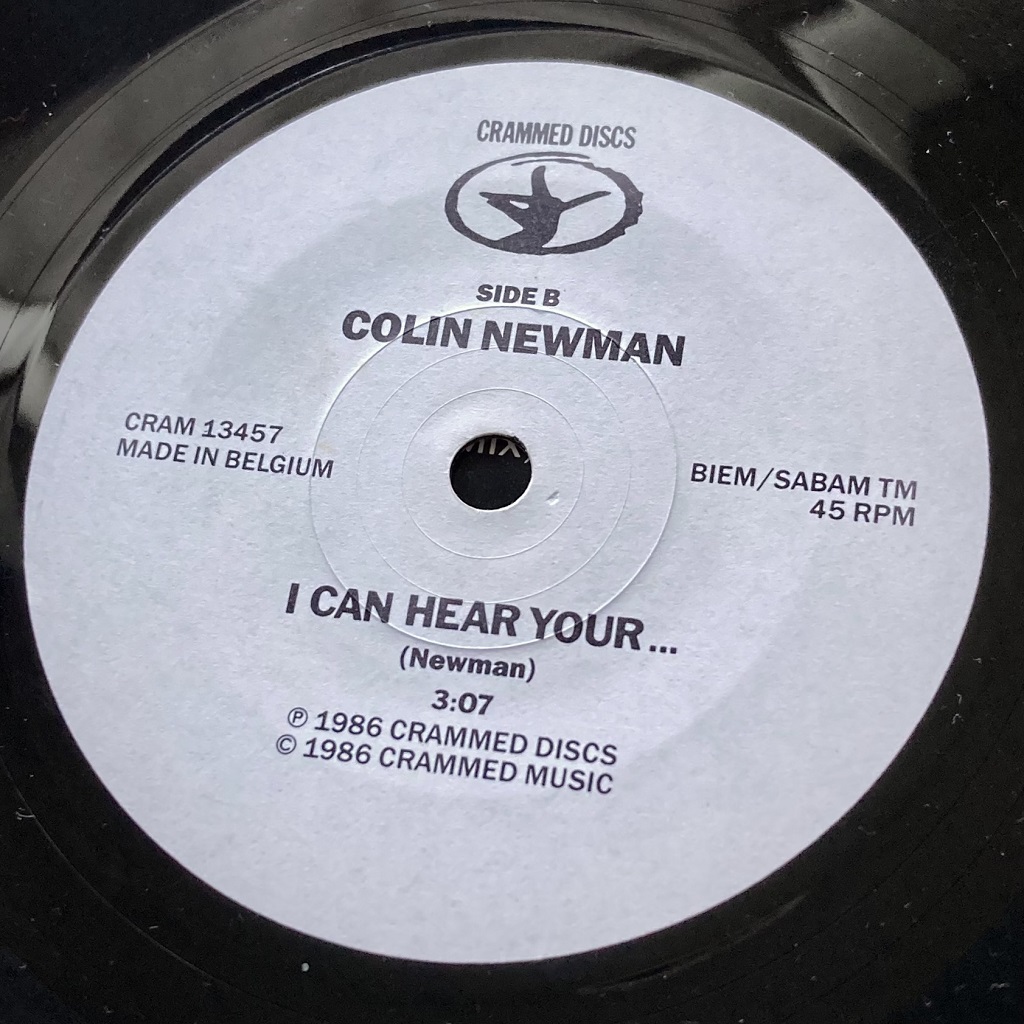 CRAMMED DISCS
SIDE B
COLIN NEWMAN
CRAM 13457
MADE IN BELGIUM
BIEM/SABAM TM
45 RPM
I CAN HEAR YOUR...
(Newman)
3:07
℗ 1986 CRAMMED DISCS
© 1986 CRAMMED MUSIC